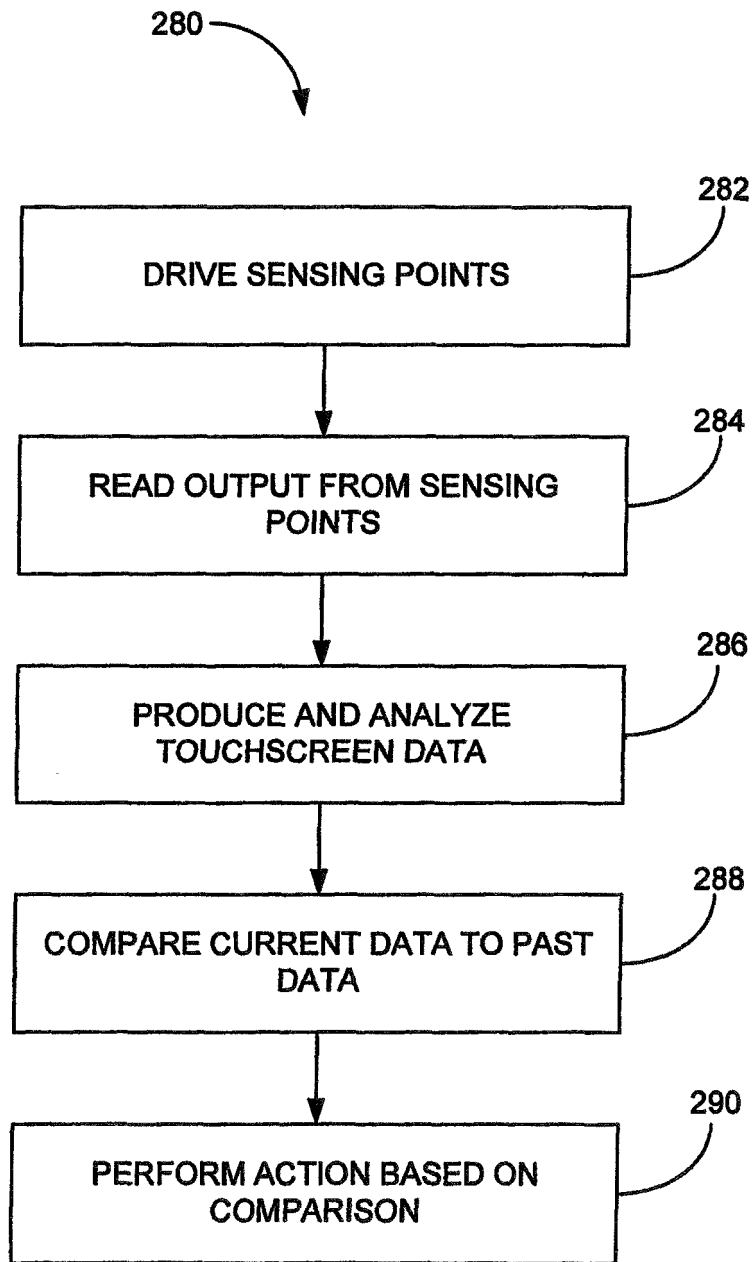 280
282
DRIVE SENSING POINTS
284
READ OUTPUT FROM SENSING
POINTS
286
PRODUCE AND ANALYZE
TOUCHSCREEN DATA
288
COMPARE CURRENT DATA TO PAST
DATA
290
PERFORM ACTION BASED ON
COMPARISON